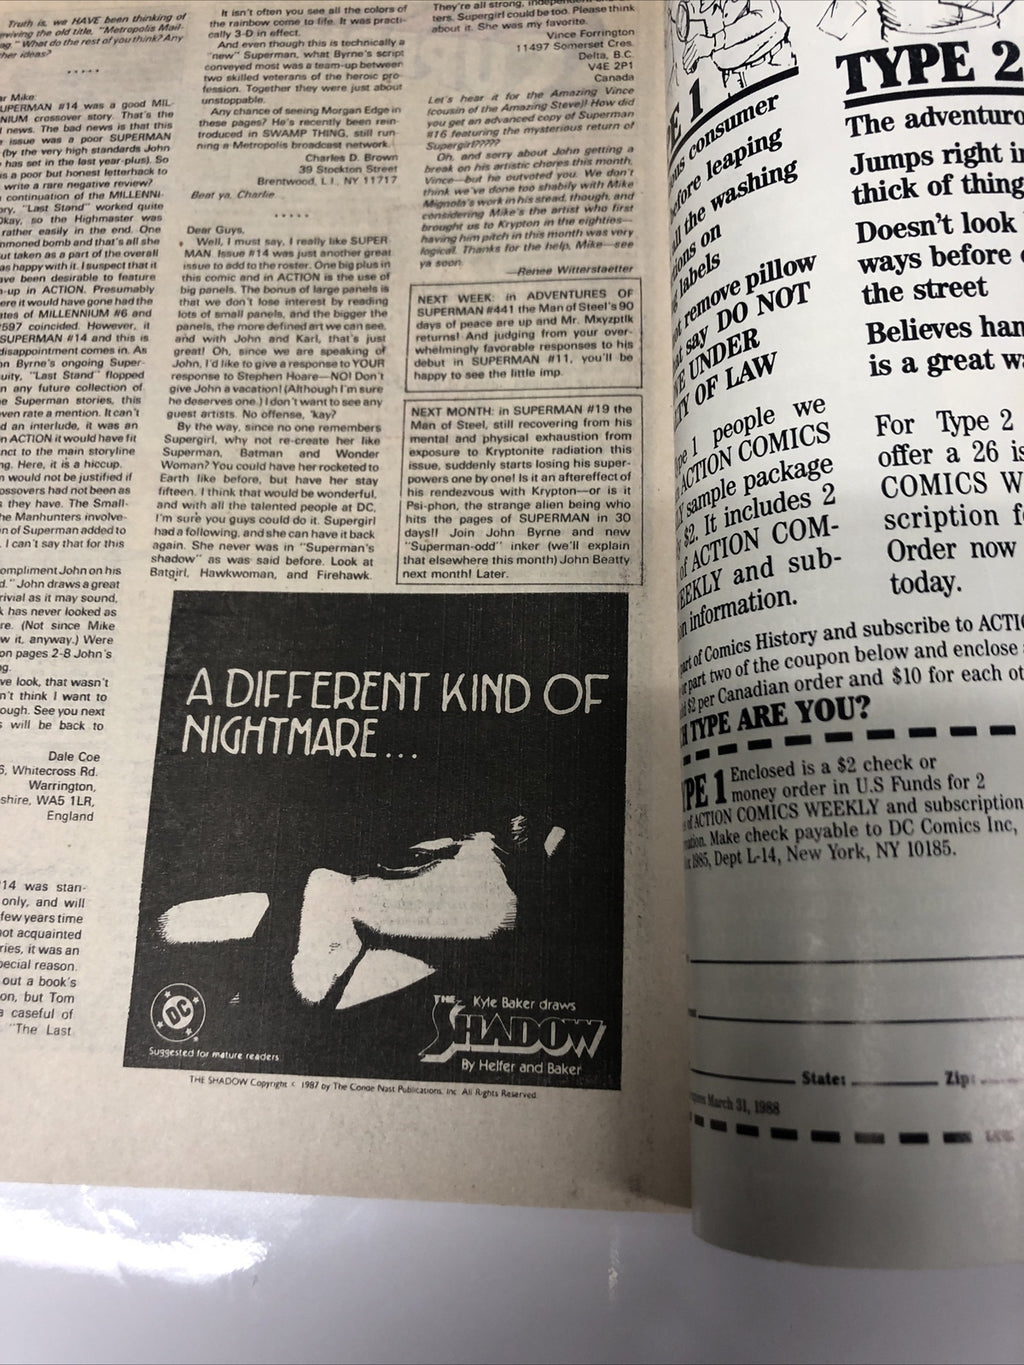 Truth is, we HAVE been thinking of
reviving the old title, "Metropolis Mail-
" What do the rest of you think? Any
ideas?
Mike:
SUPERMAN #14 was a good MIL-
LENNIUM crossover story. That's the
news. The bad news is that this
issue was a poor SUPERMAN
(by the very high standards John
has set in the last year-plus). So
is a poor but honest letterhack to
write a rare negative review?
continuation of the MILLENNI-
"Last Stand" worked quite
Okay, so the Highmaster was
rather easily in the end. One
bomb and that's all she
taken as a part of the overall
happy with it. I suspect that it
been desirable to feature
in ACTION. Presumably
it would have gone had the
dates of MILLENNIUM #6 and
#597 coincided. However, it
SUPERMAN #14 and this is
disappointment comes in. As
Byrne's ongoing Super-
"Last Stand" flopped
any future collection of
Superman stories, this
even rate a mention. It can't
an interlude, it was an
ACTION it would have fit
to the main storyline
Here, it is a hiccup.
would not be justified if
crossovers had not been as
they have. The Small-
the Manhunters involve-
of Superman added to
I can't say that for this
compliment John on his
" John draws a great
trivial as it may sound,
has never looked as
(Not since Mike
it, anyway.) Were
on pages 2-8 John's
look, that wasn't
think I want to
See you next
will be back to
Dale Coe
6, Whitecross Rd.
Warrington,
shire, WA5 1LR,
England
#14 was stan-
only, and will
few years time
not acquainted
it was an
special reason.
out a book's
but Tom
a caseful of
"The Last
It isn't often you see all the colors of
the rainbow come to life. It was practi-
cally 3-D in effect.
And even though this is technically a
"new" Superman, what Byrne's script
conveyed most was a team-up between
two skilled veterans of the heroic pro-
fession. Together they were just about
unstoppable.
Any chance of seeing Morgan Edge in
these pages? He's recently been rein-
troduced in SWAMP THING, still run-
ning a Metropolis broadcast network.
Charles D. Brown
39 Stockton Street
Brentwood, L.I. NY 11717
Beat ya, Charlie.
Dear Guys,
Well, I must say, I really like SUPER
MAN. Issue #14 was just another great
issue to add to the roster. One big plus in
this comic and in ACTION is the use of
big panels. The bonus of large panels is
that we don't lose interest by reading
lots of small panels, and the bigger the
panels, the more defined art we can see,
and with John and Karl, that's just
great! Oh, since we are speaking of
John, I'd like to give a response to YOUR
response to Stephen Hoare—NO! Don't
give John a vacation! (Although I'm sure
he deserves one.) I don't want to see any
guest artists. No offense, 'kay?
By the way, since no one remembers
Supergirl, why not re-create her like
Superman, Batman and Wonder
Woman? You could have her rocketed to
Earth like before, but have her stay
fifteen. I think that would be wonderful,
and with all the talented people at DC,
I'm sure you guys could do it. Supergirl
had a following, and she can have it back
again. She never was in "Superman's
shadow" as was said before. Look at
Batgirl, Hawkwoman, and Firehawk.
They're all strong, independent
ters. Supergirl could be too. Please think
about it. She was my favorite.
Vince Forrington
11497 Somerset Cres.
Delta, B.C.
V4E 2P1
Canada
Let's hear it for the Amazing Vince
(cousin of the Amazing Steve)! How did
you get an advanced copy of Superman
#16 featuring the mysterious return of
Supergirl?????
Oh, and sorry about John getting a
break on his artistic chores this month,
Vince—but he outvoted you. We don't
think we've done too shabily with Mike
Mignola's work in his stead, though, and
considering Mike's the artist who first
brought us to Krypton in the eighties—
having him pitch in this month was very
logical. Thanks for the help, Mike—see
ya soon.
—Renee Witterstaetter
NEXT WEEK: in ADVENTURES OF
SUPERMAN #441 the Man of Steel's 90
days of peace are up and Mr. Mxyzptlk
returns! And judging from your over-
whelmingly favorable responses to his
debut in SUPERMAN #11, you'll be
happy to see the little imp.
NEXT MONTH: in SUPERMAN #19 the
Man of Steel, still recovering from his
mental and physical exhaustion from
exposure to Kryptonite radiation this
issue, suddenly starts losing his super-
powers one by one! Is it an aftereffect of
his rendezvous with Krypton—or is it
Psi-phon, the strange alien being who
hits the pages of SUPERMAN in 30
days!! Join John Byrne and new
"Superman-odd" inker (we'll explain
that elsewhere this month) John Beatty
next month! Later.
A DIFFERENT KIND OF
NIGHTMARE...
DC
Suggested for mature readers
Kyle Baker draws
THE SHADOW
By Helfer and Baker
THE SHADOW Copyright © 1987 by The Conde Nast Publications, Inc. All Rights Reserved.
E 1
consumer
before leaping
all the washing
on
labels
remove pillow
say DO NOT
UNDER
OF LAW
1 people we
ACTION COMICS
sample package
$2. It includes 2
of ACTION COM-
WEEKLY and sub-
information.
TYPE 2
The adventuro
Jumps right in
thick of thing
Doesn't look
ways before
the street
Believes han
is a great wa
For Type 2
offer a 26 is
COMICS W
scription fo
Order now
today.
of Comics History and subscribe to ACTIO
part two of the coupon below and enclose
$2 per Canadian order and $10 for each ot
TYPE ARE YOU?
TYPE 1 Enclosed is a $2 check or
money order in U.S Funds for 2
of ACTION COMICS WEEKLY and subscription
Make check payable to DC Comics Inc,
1985, Dept L-14, New York, NY 10185.
State: Zip:
March 31, 1988